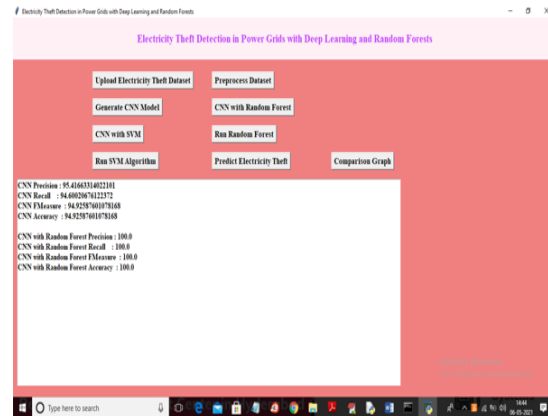 Electricity Theft Detection in Power Grids with Deep Learning and Random Forests
Electricity Theft Detection in Power Grids with Deep Learning and Random Forests
Upload Electricity Theft Dataset
Preprocess Dataset
Generate CNN Model
CNN with Random Forest
CNN with SVM
Run Random Forest
Run SVM Algorithm
Predict Electricity Theft
Comparison Graph
CNN Precision : 95.41663314022101
CNN Recall : 94.60020676122372
CNN FMeasure : 94.92587601078168
CNN Accuracy : 94.92587601078168
CNN with Random Forest Precision : 100.0
CNN with Random Forest Recall : 100.0
CNN with Random Forest FMeasure : 100.0
CNN with Random Forest Accuracy : 100.0
Type here to search
14:44
06-05-2021